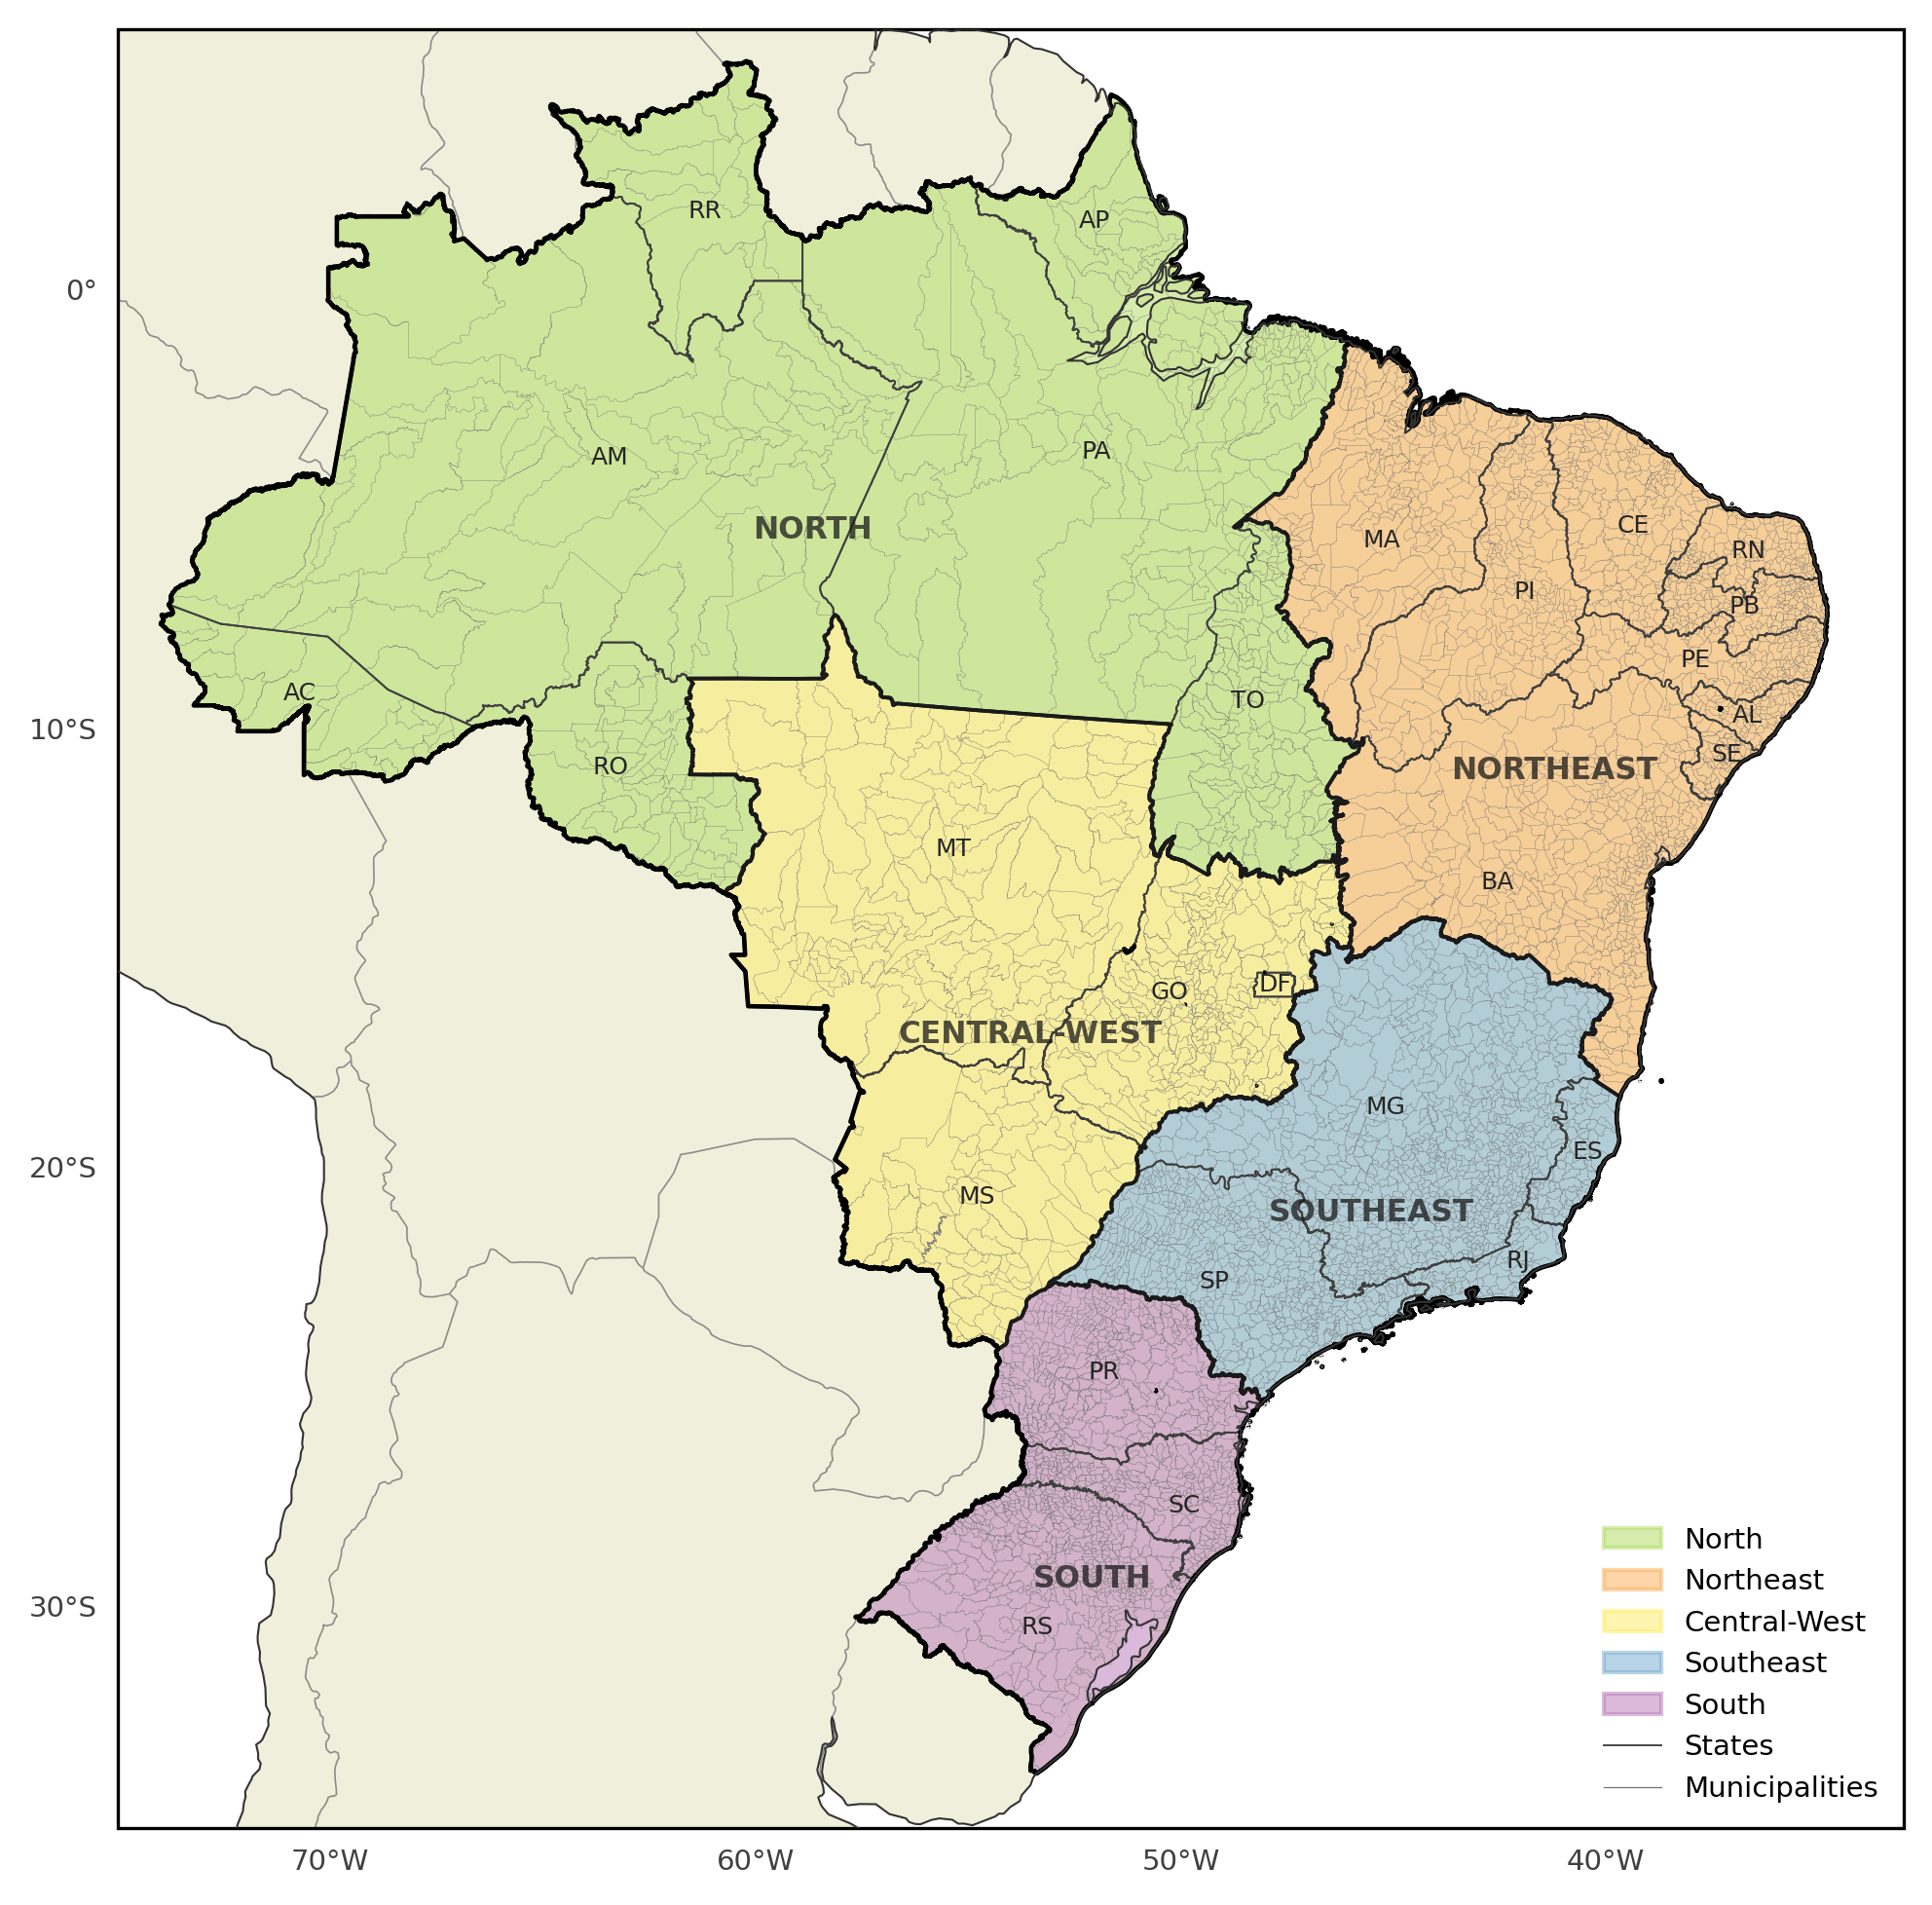 RR
AP
0°
AM
PA
NORTH
MA
CE
RN
PI
PB
PE
AC
TO
AL
10°S
SE
RO
NORTHEAST
MT
BA
GO
DF
CENTRAL-WEST
MG
ES
20°S
MS
SOUTHEAST
RJ
SP
PR
SC
SOUTH
30°S
RS
North
Northeast
Central-West
Southeast
South
States
Municipalities
70°W
60°W
50°W
40°W